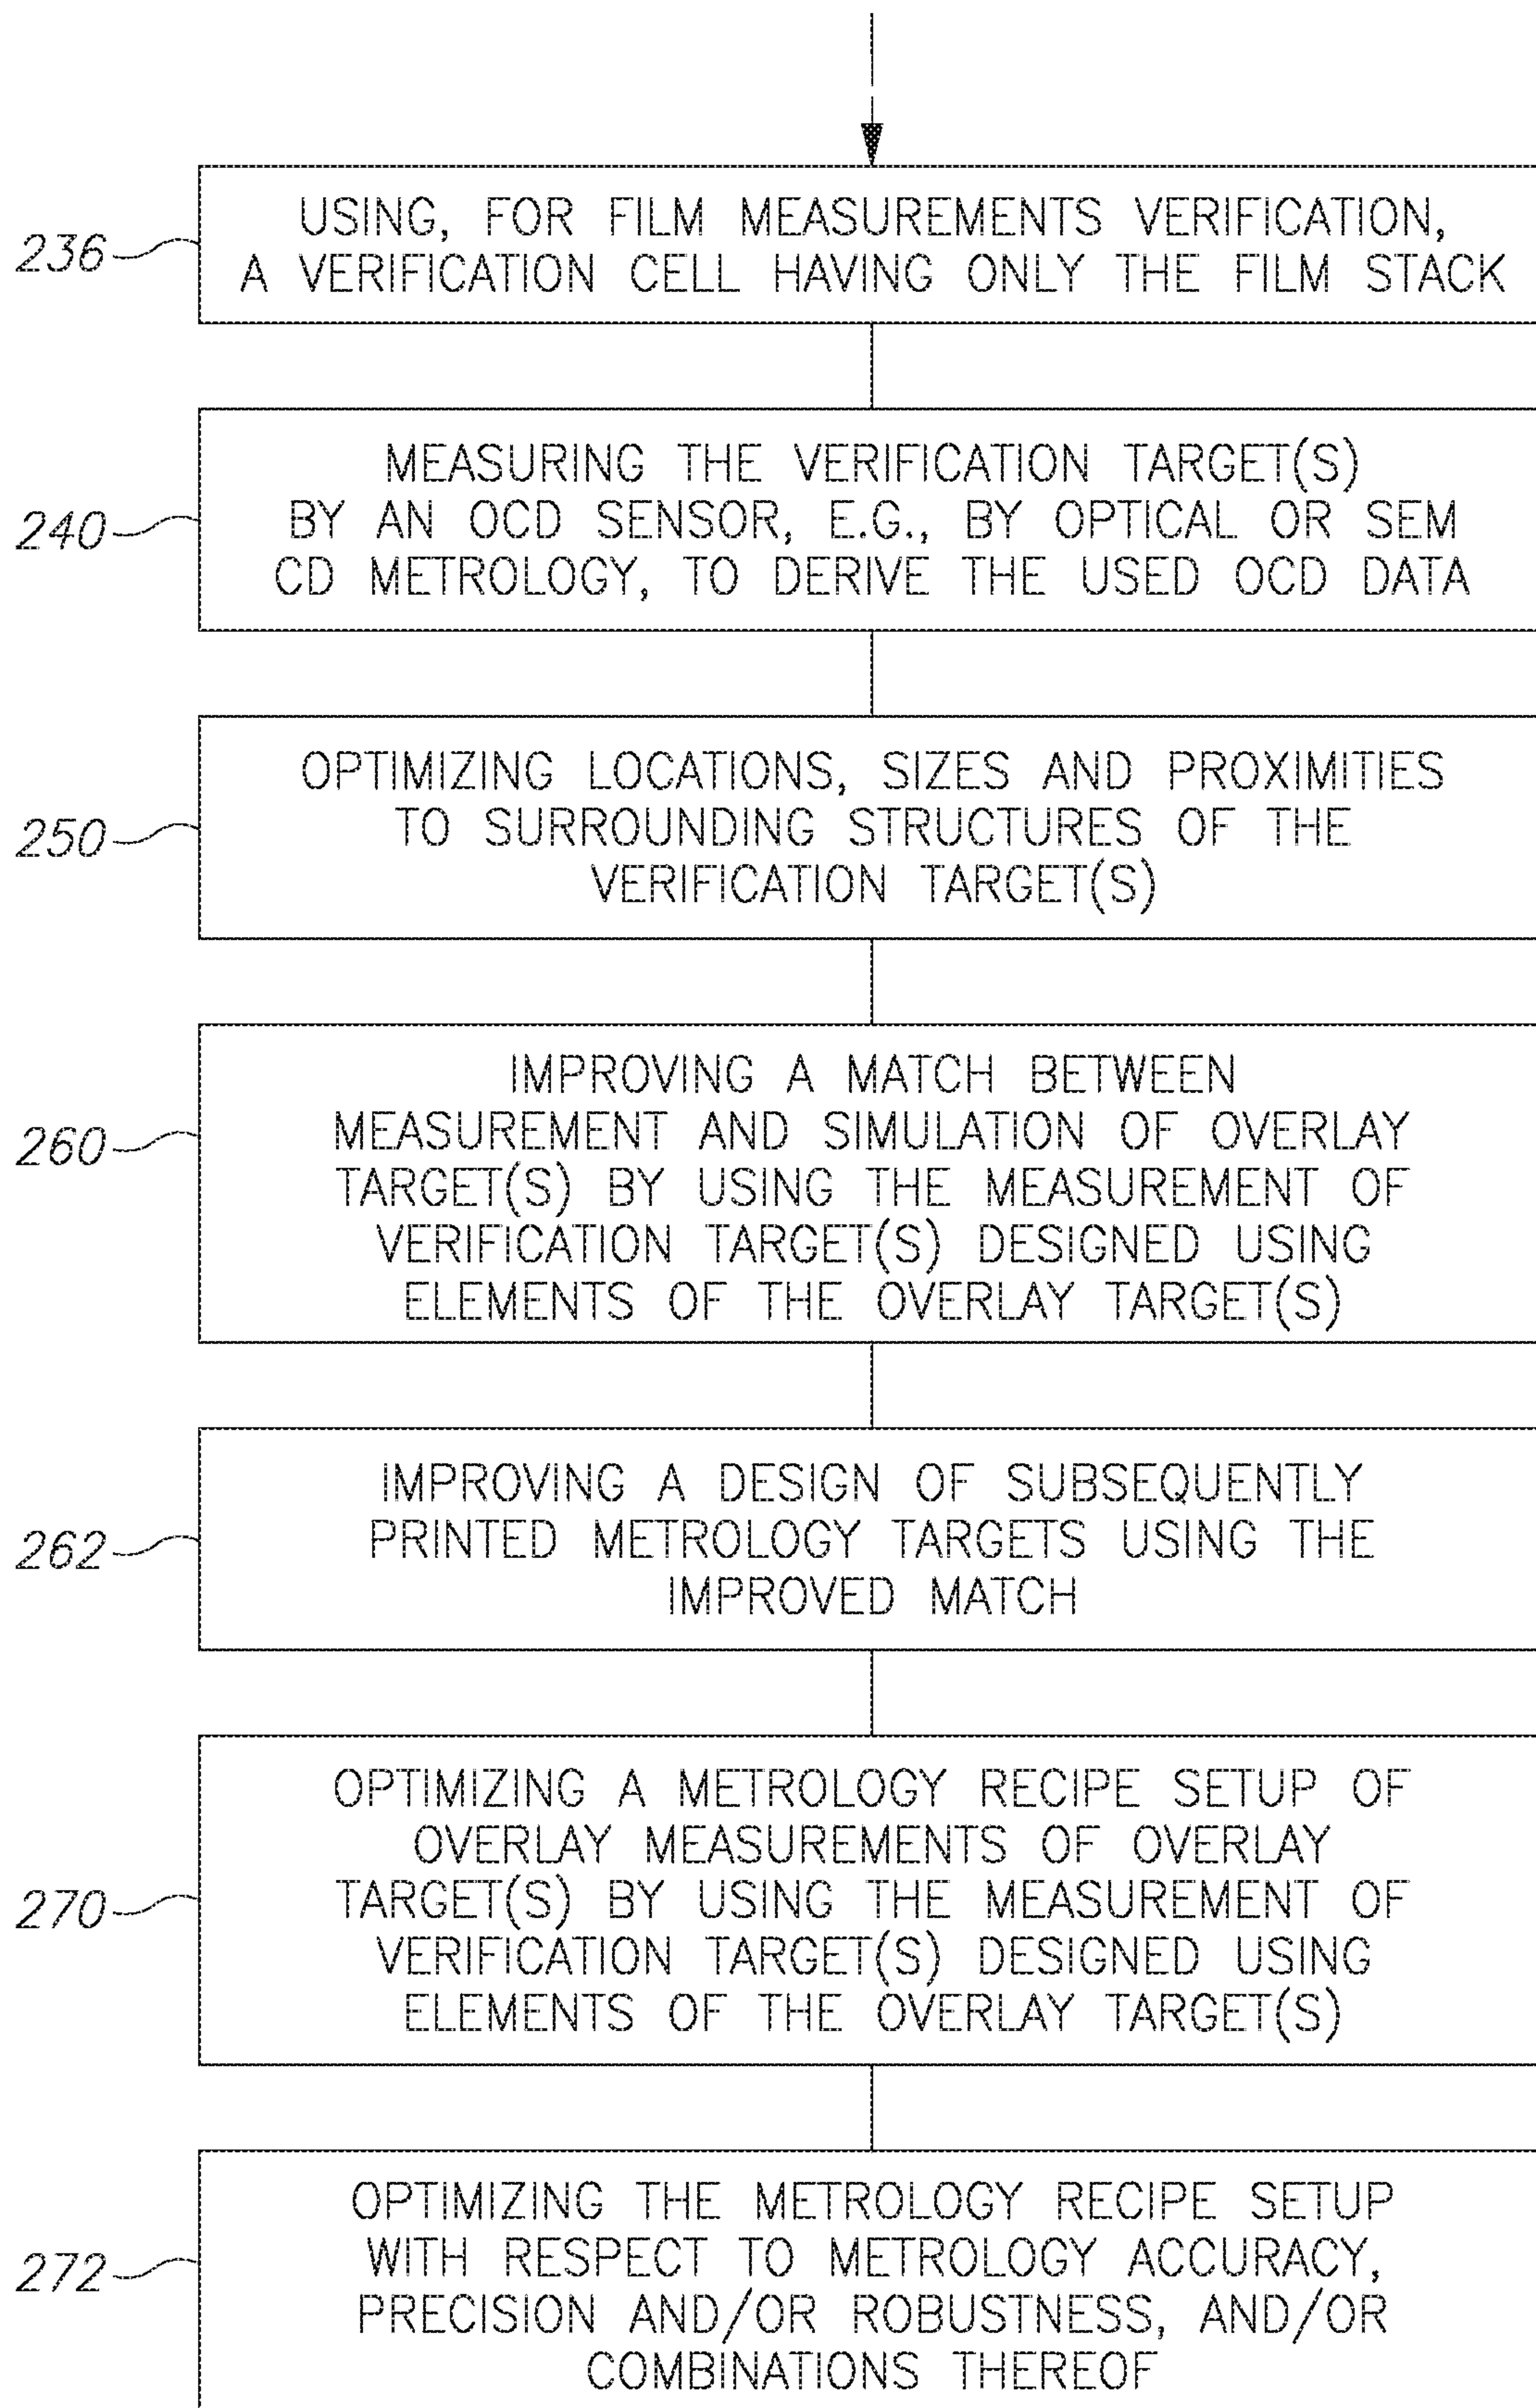 236
USING, FOR FILM MEASUREMENTS VERIFICATION,
A VERIFICATION CELL HAVING ONLY THE FILM STACK
240
MEASURING THE VERIFICATION TARGET(S)
BY AN OCD SENSOR, E.G., BY OPTICAL OR SEM
CD METROLOGY, TO DERIVE THE USED OCD DATA
250
OPTIMIZING LOCATIONS, SIZES AND PROXIMITIES
TO SURROUNDING STRUCTURES OF THE
VERIFICATION TARGET(S)
260
IMPROVING A MATCH BETWEEN
MEASUREMENT AND SIMULATION OF OVERLAY
TARGET(S) BY USING THE MEASUREMENT OF
VERIFICATION TARGET(S) DESIGNED USING
ELEMENTS OF THE OVERLAY TARGET(S)
262
IMPROVING A DESIGN OF SUBSEQUENTLY
PRINTED METROLOGY TARGETS USING THE
IMPROVED MATCH
270
OPTIMIZING A METROLOGY RECIPE SETUP OF
OVERLAY MEASUREMENTS OF OVERLAY
TARGET(S) BY USING THE MEASUREMENT OF
VERIFICATION TARGET(S) DESIGNED USING
ELEMENTS OF THE OVERLAY TARGET(S)
272
OPTIMIZING THE METROLOGY RECIPE SETUP
WITH RESPECT TO METROLOGY ACCURACY,
PRECISION AND/OR ROBUSTNESS, AND/OR
COMBINATIONS THEREOF